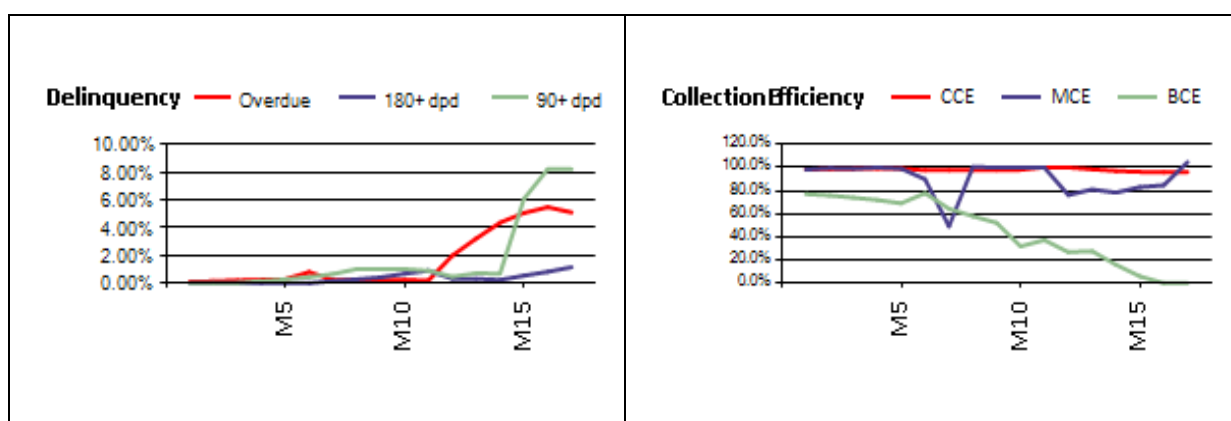 Delinquency Overdue 180+ dpd 90+ dpd
10.00%
8.00%
6.00%
4.00%
2.00%
0.00%
M5
M10
M15
Collection Efficiency CCE MCE BCE
120.0%
100.0%
80.0%
60.0%
40.0%
20.0%
0.0%
M5
M10
M15